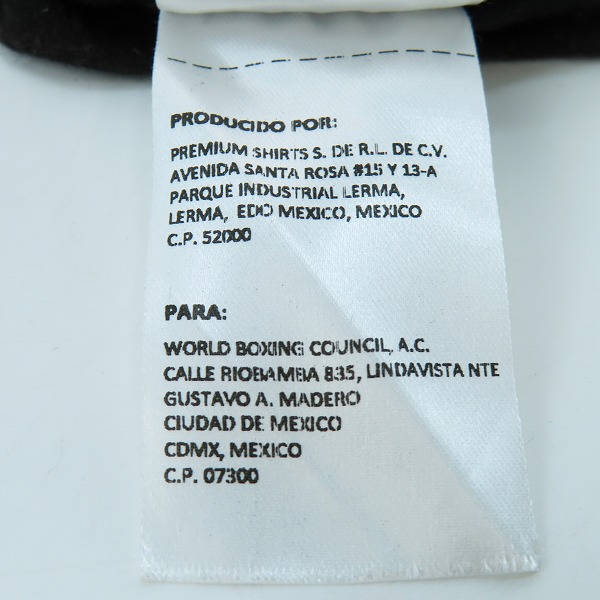 PRODUCIDO POR:
PREMIUM SHIRTS S. DE R.L. DE C.V.
AVENIDA SANTA ROSA #15 Y 13-A
PARQUE INDUSTRIAL LERMA,
LERMA, EDO MEXICO, MEXICO
C.P. 52000
PARA:
WORLD BOXING COUNCIL, A.C.
CALLE RIOBAMBA 835, LINDAVISTA NTE
GUSTAVO A. MADERO
CIUDAD DE MEXICO
CDMX, MEXICO
C.P. 07300